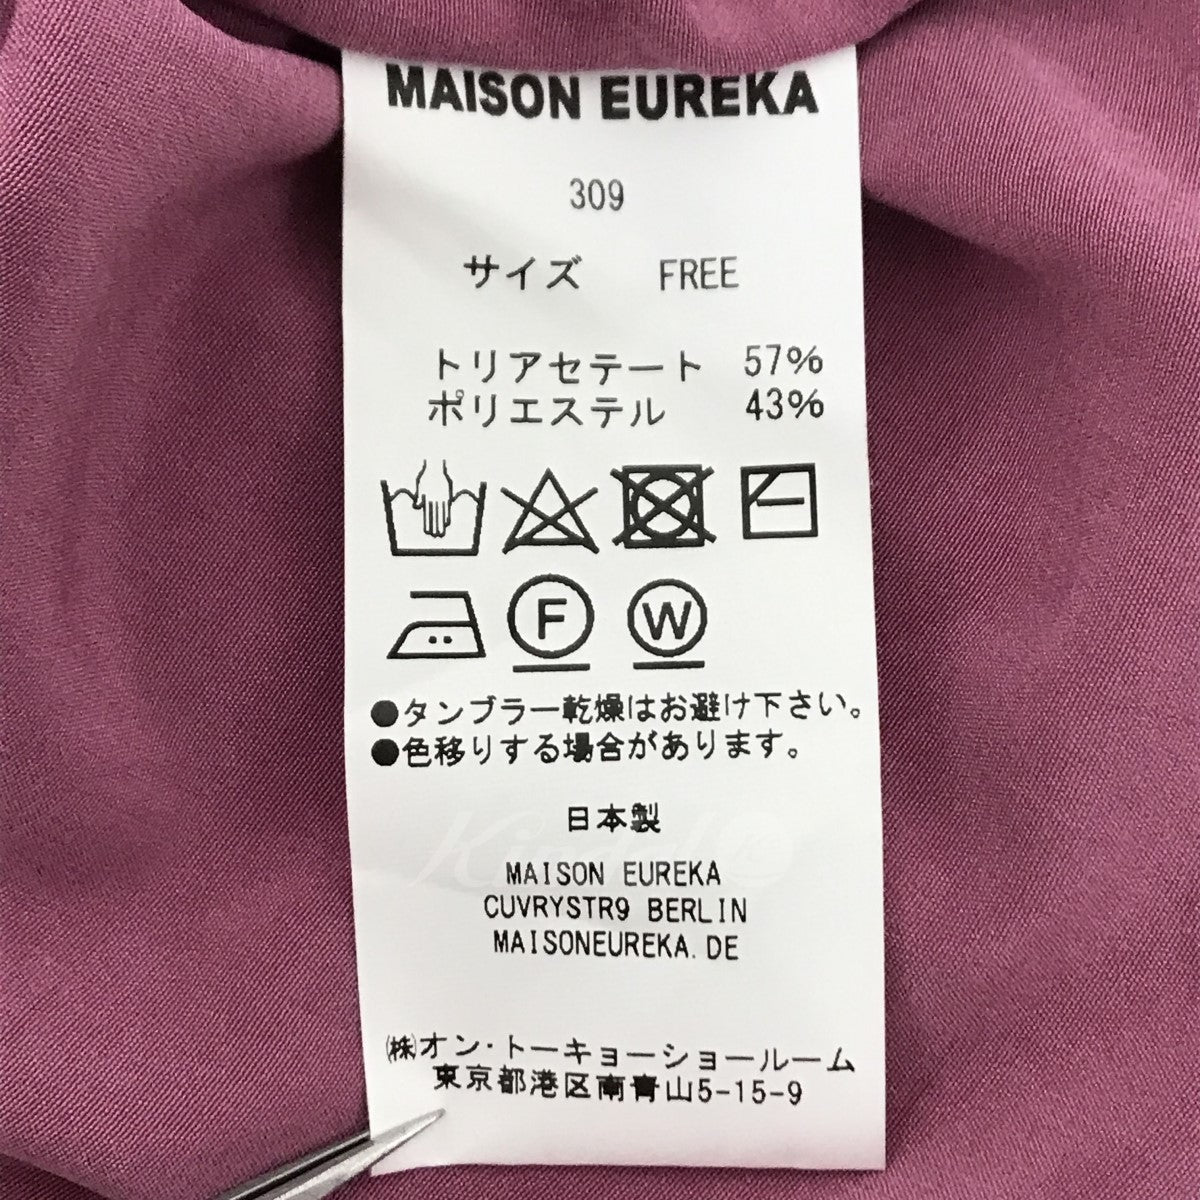 MAISON EUREKA
309
サイズ FREE
トリアセテート 57%
ポリエステル 43%
F W
●タンブラー乾燥はお避け下さい。
●色移りする場合があります。
日本製
Kindal
MAISON EUREKA
CUVRYSTR9 BERLIN
MAISONEUREKA.DE
㈱オン・トーキョーショールーム
東京都港区南青山5-15-9